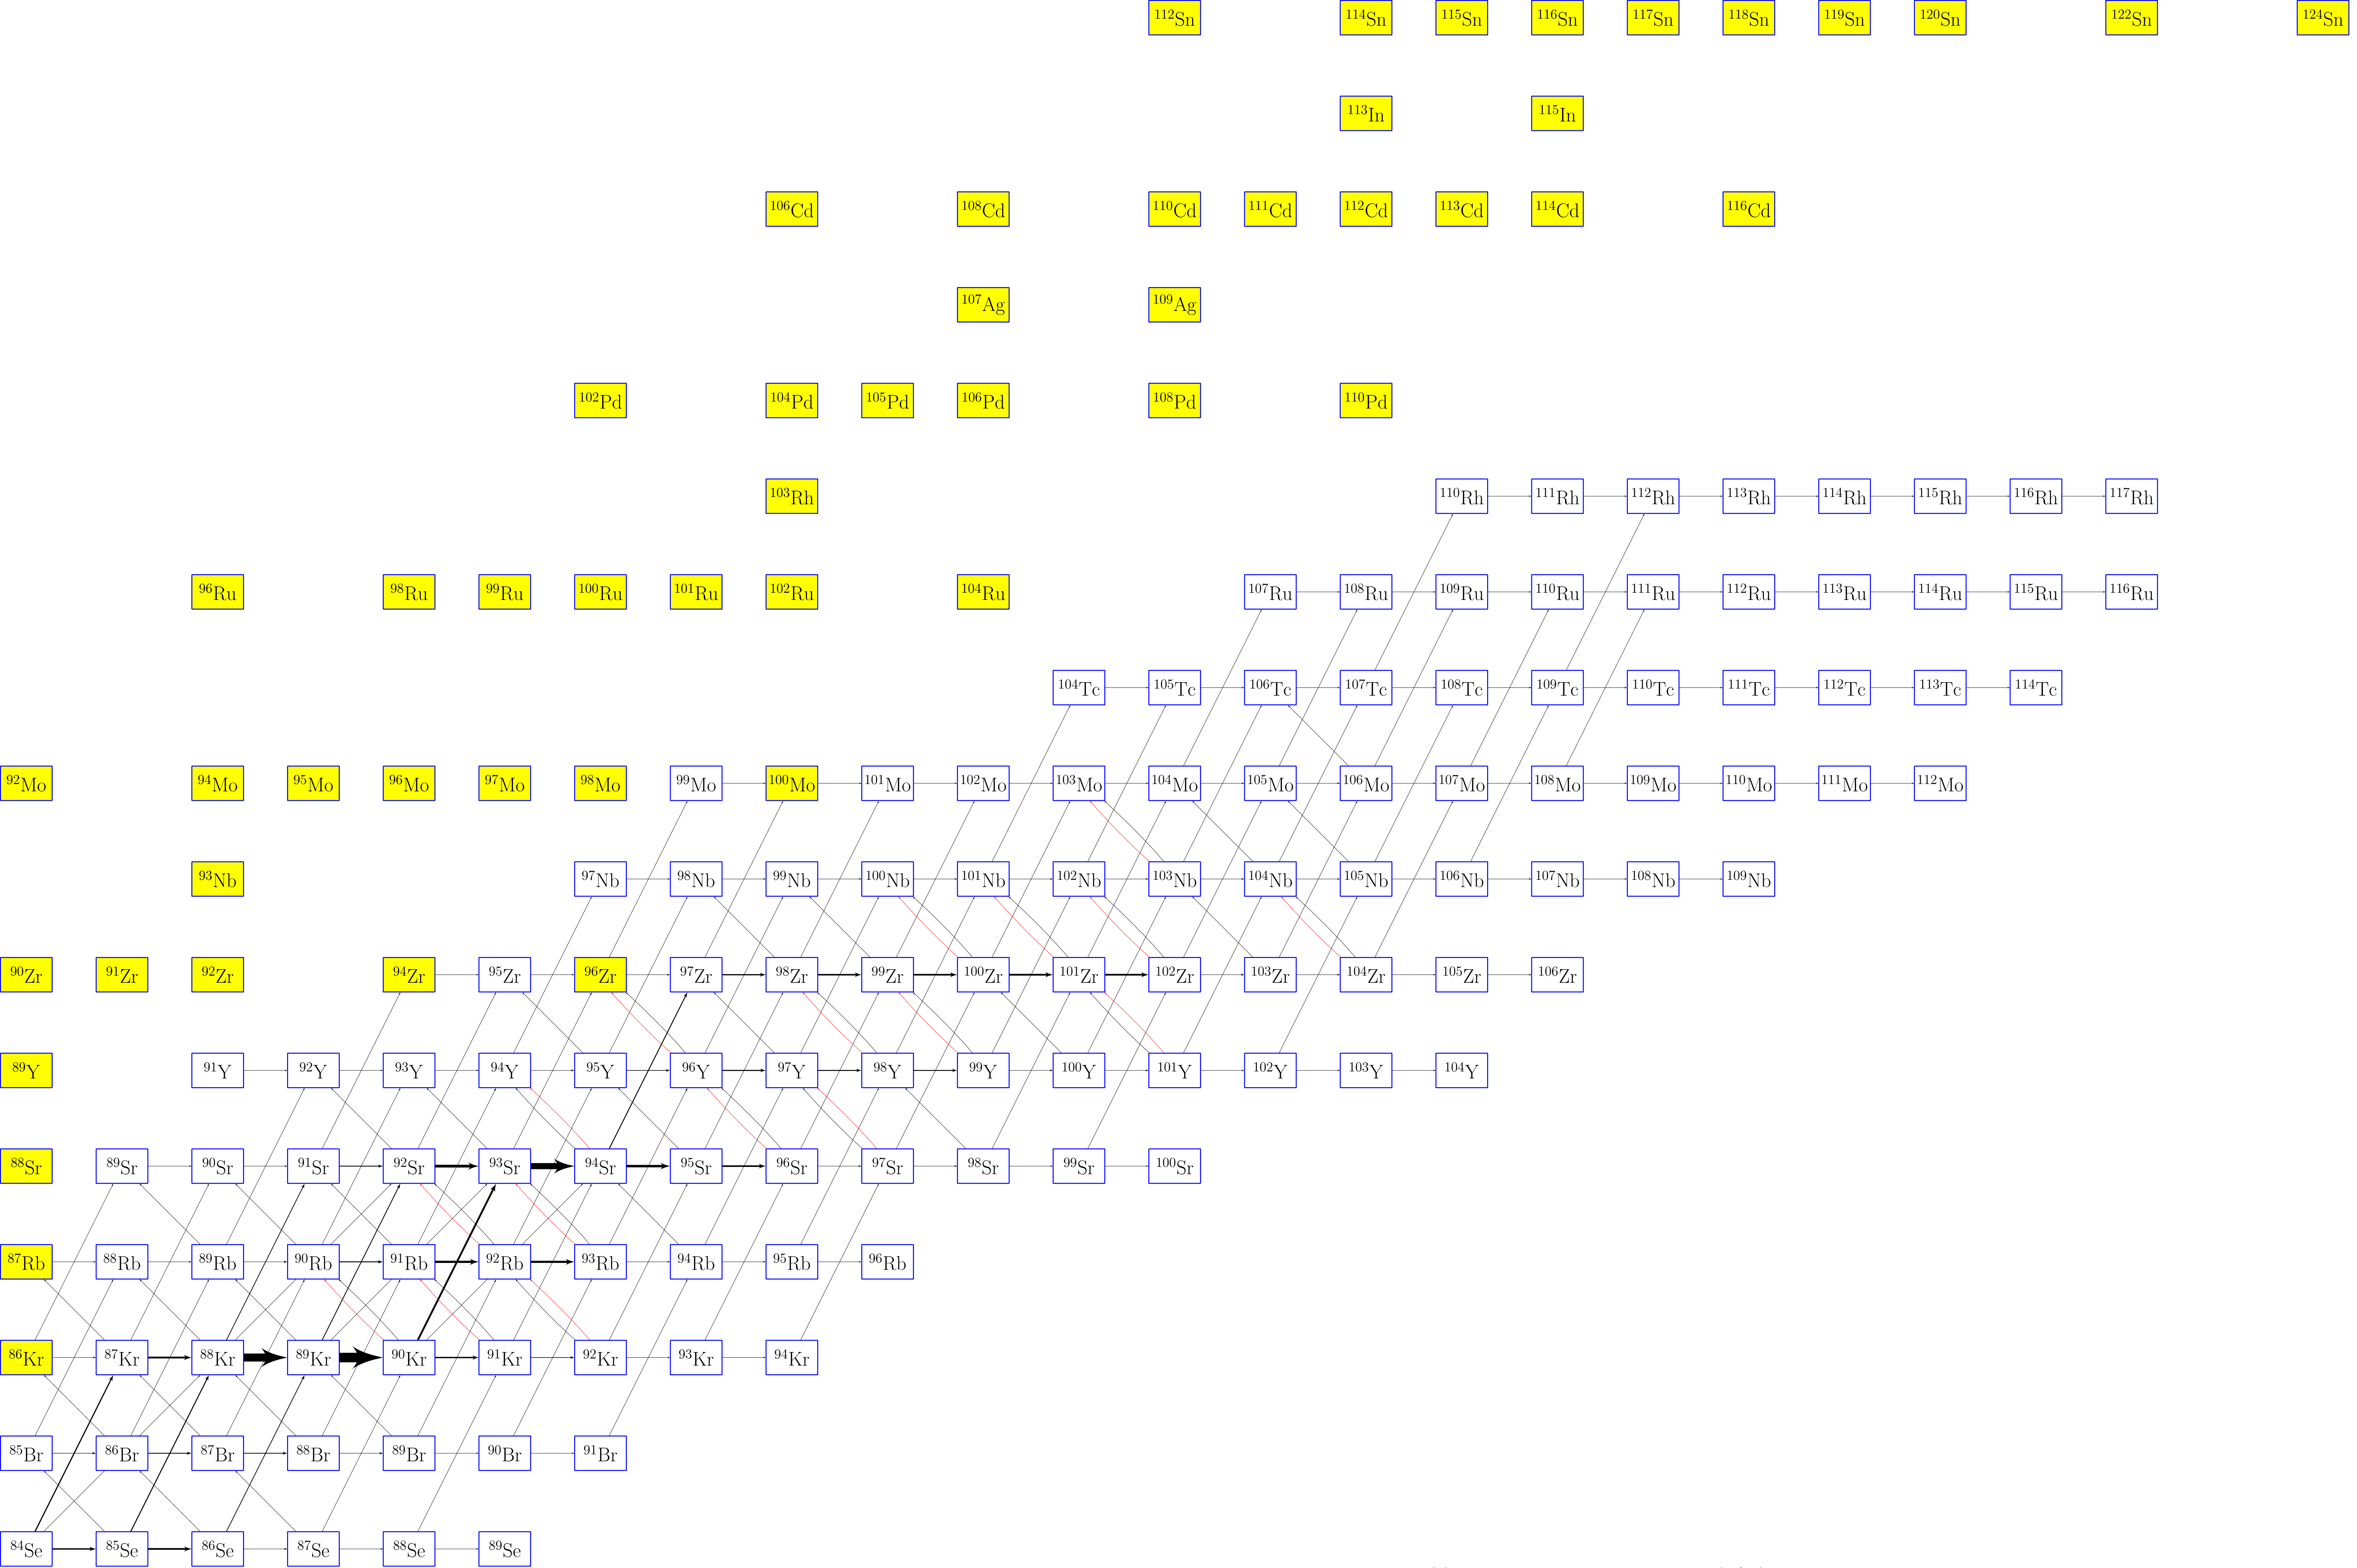 ¹¹²Sn ¹¹⁴Sn ¹¹⁵Sn ¹¹⁶Sn ¹¹⁷Sn ¹¹⁸Sn ¹¹⁹Sn ¹²⁰Sn ¹²²Sn ¹²⁴Sn
¹¹³In ¹¹⁵In
¹⁰⁶Cd ¹⁰⁸Cd ¹¹⁰Cd ¹¹¹Cd ¹¹²Cd ¹¹³Cd ¹¹⁴Cd ¹¹⁶Cd
¹⁰⁷Ag ¹⁰⁹Ag
¹⁰²Pd ¹⁰⁴Pd ¹⁰⁵Pd ¹⁰⁶Pd ¹⁰⁸Pd ¹¹⁰Pd
¹⁰³Rh ¹¹⁰Rh ¹¹¹Rh ¹¹²Rh ¹¹³Rh ¹¹⁴Rh ¹¹⁵Rh ¹¹⁶Rh ¹¹⁷Rh
⁹⁶Ru ⁹⁸Ru ⁹⁹Ru ¹⁰⁰Ru ¹⁰¹Ru ¹⁰²Ru ¹⁰⁴Ru ¹⁰⁷Ru ¹⁰⁸Ru ¹⁰⁹Ru ¹¹⁰Ru ¹¹¹Ru ¹¹²Ru ¹¹³Ru ¹¹⁴Ru ¹¹⁵Ru ¹¹⁶Ru
¹⁰⁴Tc ¹⁰⁵Tc ¹⁰⁶Tc ¹⁰⁷Tc ¹⁰⁸Tc ¹⁰⁹Tc ¹¹⁰Tc ¹¹¹Tc ¹¹²Tc ¹¹³Tc ¹¹⁴Tc
⁹²Mo ⁹⁴Mo ⁹⁵Mo ⁹⁶Mo ⁹⁷Mo ⁹⁸Mo ⁹⁹Mo ¹⁰⁰Mo ¹⁰¹Mo ¹⁰²Mo ¹⁰³Mo ¹⁰⁴Mo ¹⁰⁵Mo ¹⁰⁶Mo ¹⁰⁷Mo ¹⁰⁸Mo ¹⁰⁹Mo ¹¹⁰Mo ¹¹¹Mo ¹¹²Mo
⁹³Nb ⁹⁷Nb ⁹⁸Nb ⁹⁹Nb ¹⁰⁰Nb ¹⁰¹Nb ¹⁰²Nb ¹⁰³Nb ¹⁰⁴Nb ¹⁰⁵Nb ¹⁰⁶Nb ¹⁰⁷Nb ¹⁰⁸Nb ¹⁰⁹Nb
⁹⁰Zr ⁹¹Zr ⁹²Zr ⁹⁴Zr ⁹⁵Zr ⁹⁶Zr ⁹⁷Zr ⁹⁸Zr ⁹⁹Zr ¹⁰⁰Zr ¹⁰¹Zr ¹⁰²Zr ¹⁰³Zr ¹⁰⁴Zr ¹⁰⁵Zr ¹⁰⁶Zr
⁸⁹Y ⁹¹Y ⁹²Y ⁹³Y ⁹⁴Y ⁹⁵Y ⁹⁶Y ⁹⁷Y ⁹⁸Y ⁹⁹Y ¹⁰⁰Y ¹⁰¹Y ¹⁰²Y ¹⁰³Y ¹⁰⁴Y
⁸⁸Sr ⁸⁹Sr ⁹⁰Sr ⁹¹Sr ⁹²Sr ⁹³Sr ⁹⁴Sr ⁹⁵Sr ⁹⁶Sr ⁹⁷Sr ⁹⁸Sr ⁹⁹Sr ¹⁰⁰Sr
⁸⁷Rb ⁸⁸Rb ⁸⁹Rb ⁹⁰Rb ⁹¹Rb ⁹²Rb ⁹³Rb ⁹⁴Rb ⁹⁵Rb ⁹⁶Rb
⁸⁶Kr ⁸⁷Kr ⁸⁸Kr ⁸⁹Kr ⁹⁰Kr ⁹¹Kr ⁹²Kr ⁹³Kr ⁹⁴Kr
⁸⁵Br ⁸⁶Br ⁸⁷Br ⁸⁸Br ⁸⁹Br ⁹⁰Br ⁹¹Br
⁸⁴Se ⁸⁵Se ⁸⁶Se ⁸⁷Se ⁸⁸Se ⁸⁹Se